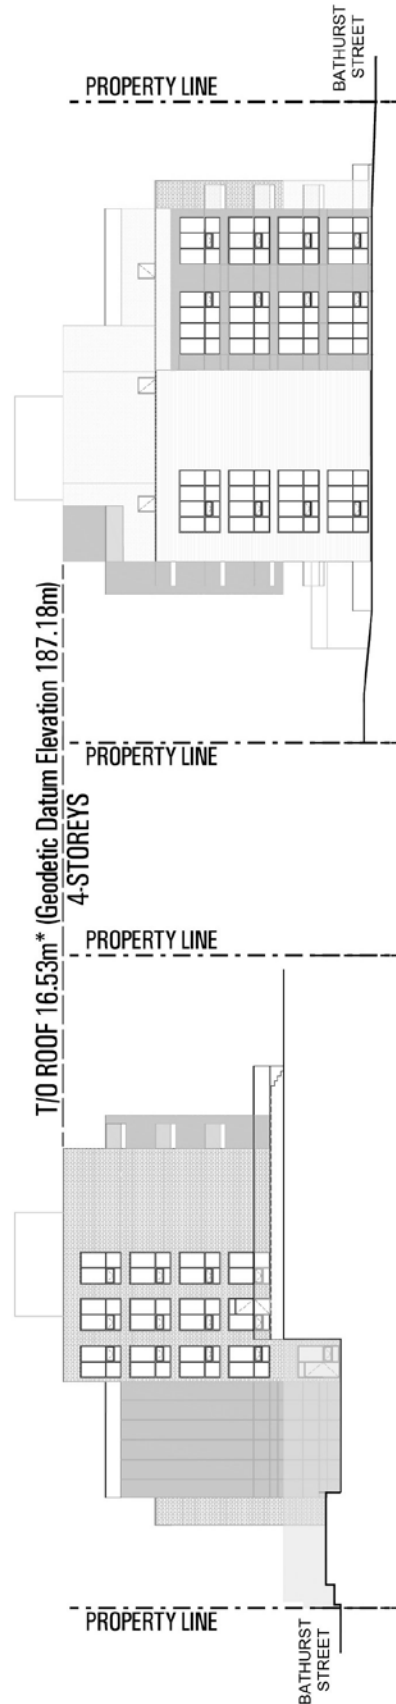 BATHURST
STREET
PROPERTY LINE
PROPERTY LINE
T/O ROOF 16.53m* (Geodetic Datum Elevation 187.18m)
4-STOREYS
PROPERTY LINE
PROPERTY LINE
BATHURST
STREET